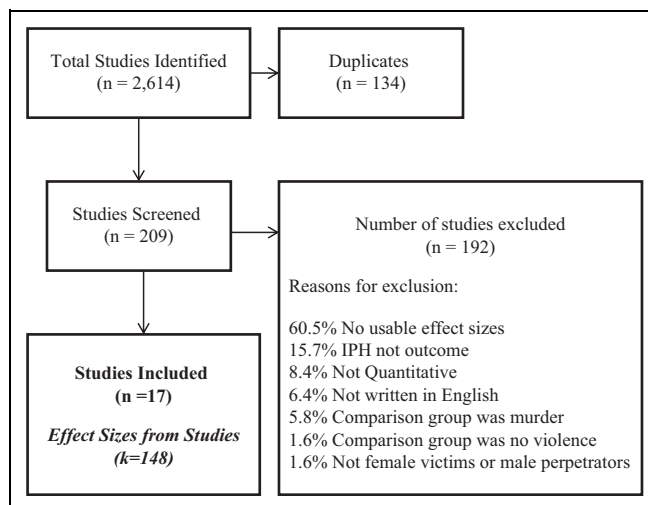 Total Studies Identified
(n = 2,614)
Duplicates
(n = 134)
Studies Screened
(n = 209)
Number of studies excluded
(n = 192)
Reasons for exclusion:
60.5% No usable effect sizes
15.7% IPH not outcome
8.4% Not Quantitative
6.4% Not written in English
5.8% Comparison group was murder
1.6% Comparison group was no violence
1.6% Not female victims or male perpetrators
Studies Included
(n =17)
Effect Sizes from Studies
(k=148)